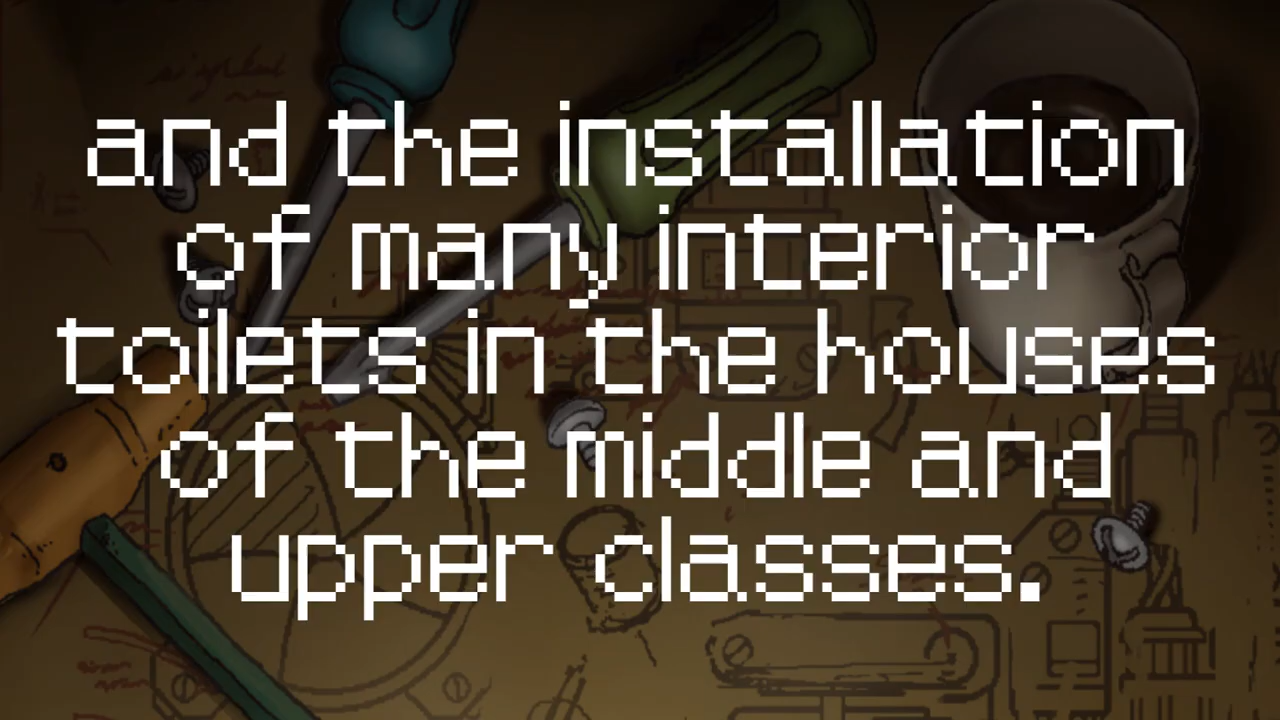 and the installation
of many interior
toilets in the houses
of the middle and
upper classes.